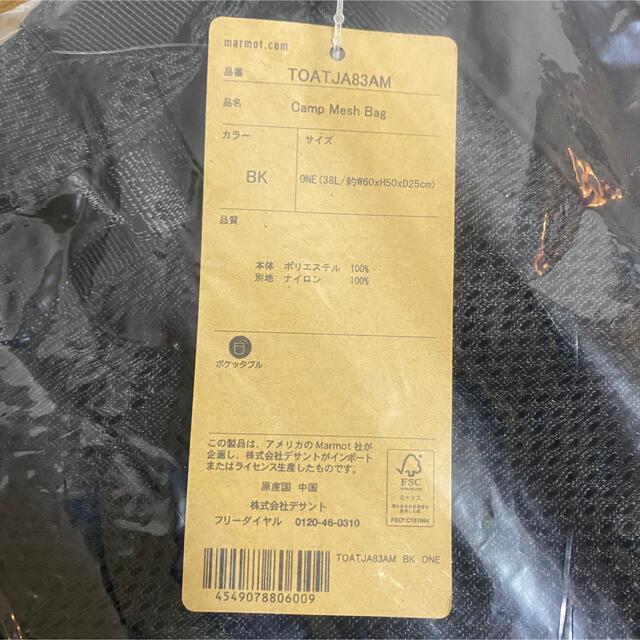 marmot.com
品番 TOATJA83AM
品名 Camp Mesh Bag
カラー サイズ
BK ONE(38L/約W60xH50xD25cm)
品質
本体 ポリエステル 100%
別地 ナイロン 100%
ポケッタブル
この製品は、アメリカのMarmot社が
企画し、株式会社デサントがインポート
またはライセンス生産したものです。
原産国 中国
株式会社デサント
フリーダイヤル 0120-46-0310
FSC
ミックス
TOATJA83AM BK ONE
4549078806009